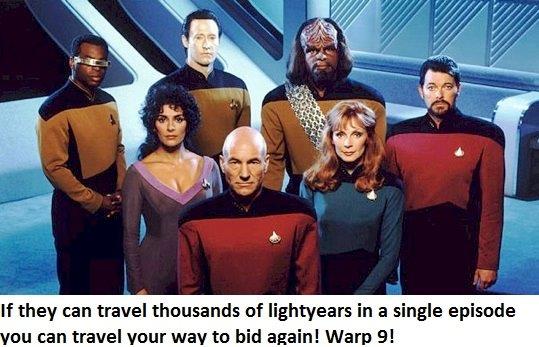 If they can travel thousands of lightyears in a single episode
you can travel your way to bid again! Warp 9!